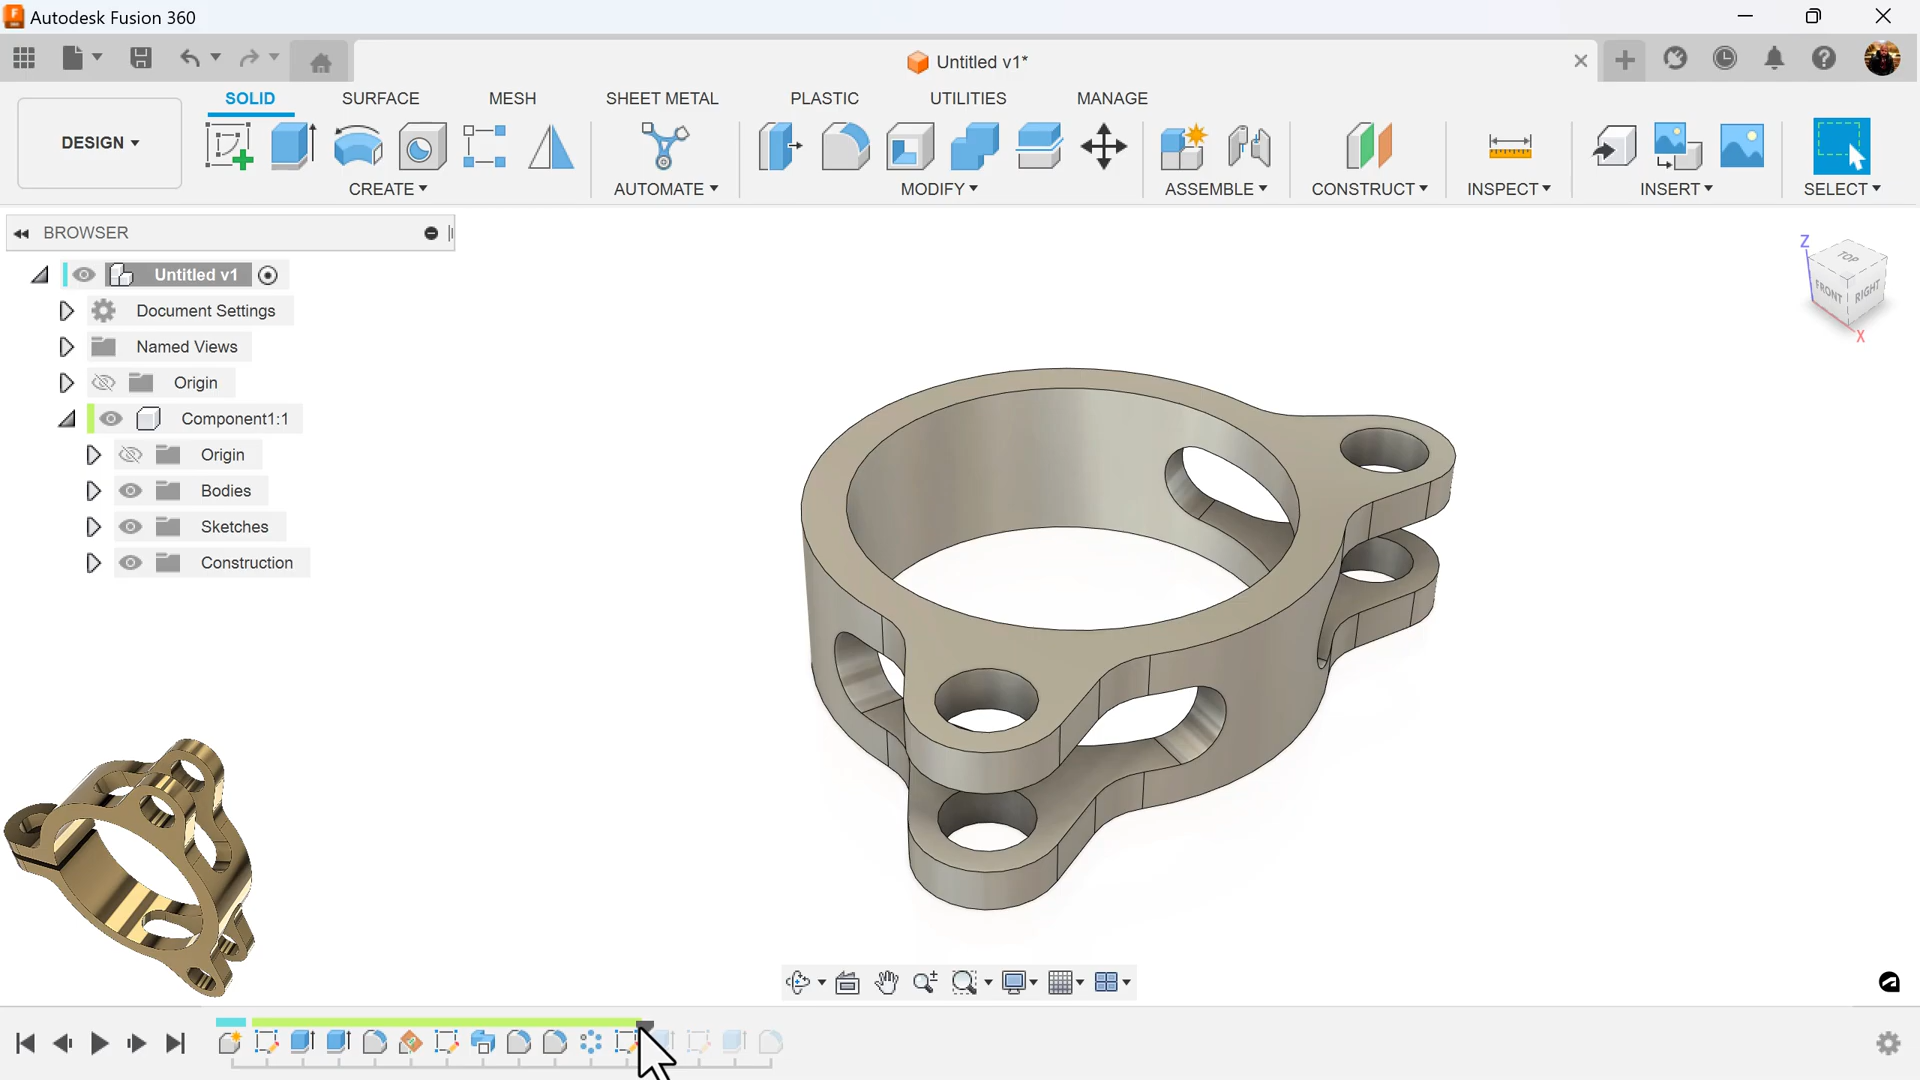 Autodesk Fusion 360
Untitled v1*
SOLID SURFACE MESH SHEET METAL PLASTIC UTILITIES MANAGE
DESIGN
CREATE AUTOMATE MODIFY ASSEMBLE CONSTRUCT INSPECT INSERT SELECT
BROWSER
Untitled v1
Document Settings
Named Views
Origin
Component1:1
Origin
Bodies
Sketches
Construction
Z
TOP
FRONT RIGHT
X